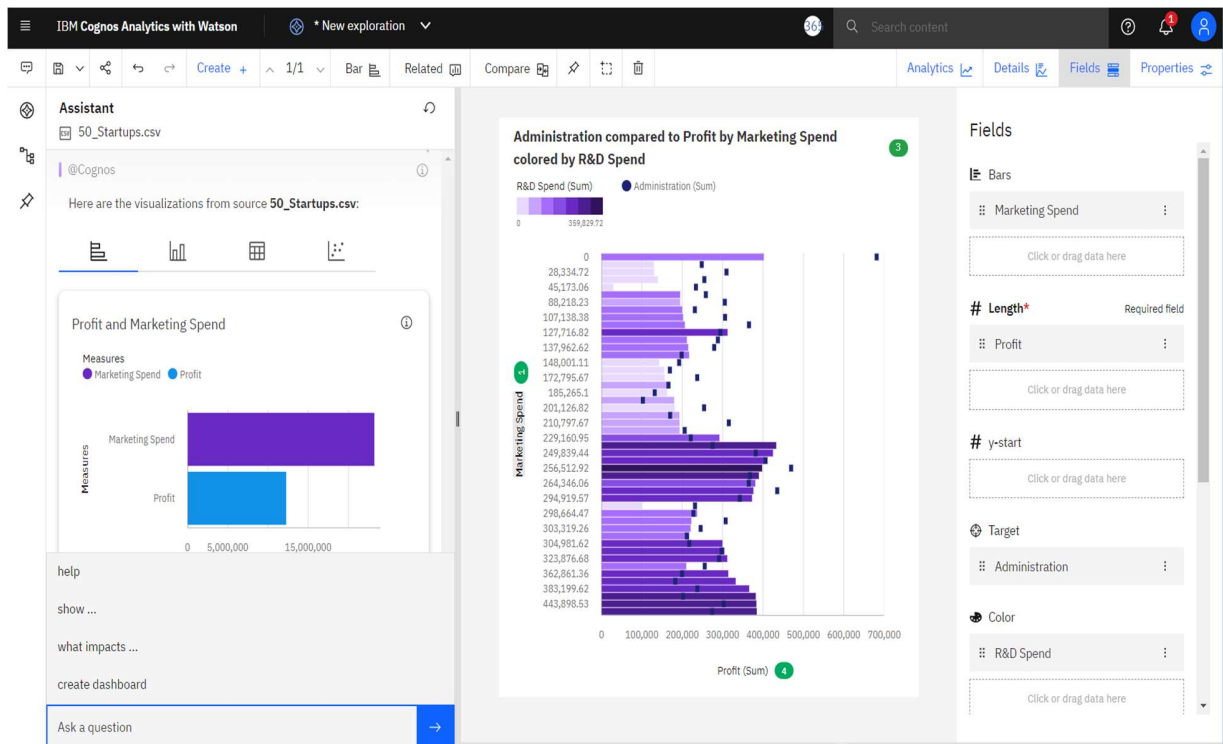 IBM Cognos Analytics with Watson
* New exploration
365
Search content
1
Create +
1/1
Bar
Related
Compare
Analytics
Details
Fields
Properties
Assistant
CSV 50_Startups.csv
@Cognos
Here are the visualizations from source 50_Startups.csv:
Profit and Marketing Spend
Measures
Marketing Spend Profit
Measures
Marketing Spend
Profit
0 5,000,000 15,000,000
help
show ...
what impacts ...
create dashboard
Ask a question
Administration compared to Profit by Marketing Spend
colored by R&D Spend
3
R&D Spend (Sum) Administration (Sum)
0 359,829.72
1
Marketing Spend
0
28,334.72
45,173.06
88,218.23
107,138.38
127,716.82
137,962.62
148,001.11
172,795.67
185,265.1
201,126.82
210,797.67
229,160.95
249,839.44
256,512.92
264,346.06
294,919.57
298,664.47
303,319.26
304,981.62
323,876.68
362,861.36
383,199.62
443,898.53
0 100,000 200,000 300,000 400,000 500,000 600,000 700,000
Profit (Sum) 4
Fields
Bars
Marketing Spend
Click or drag data here
# Length* Required field
Profit
Click or drag data here
# y-start
Click or drag data here
Target
Administration
Color
R&D Spend
Click or drag data here